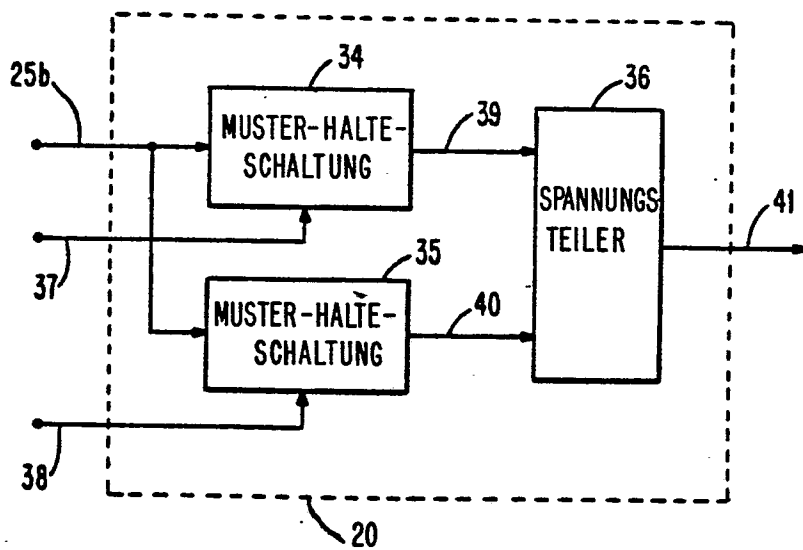 34
36
25b
39
MUSTER-HALTE-
SCHALTUNG
SPANNUNGS
TEILER
41
37
35
MUSTER-HALTE-
SCHALTUNG
40
38
20